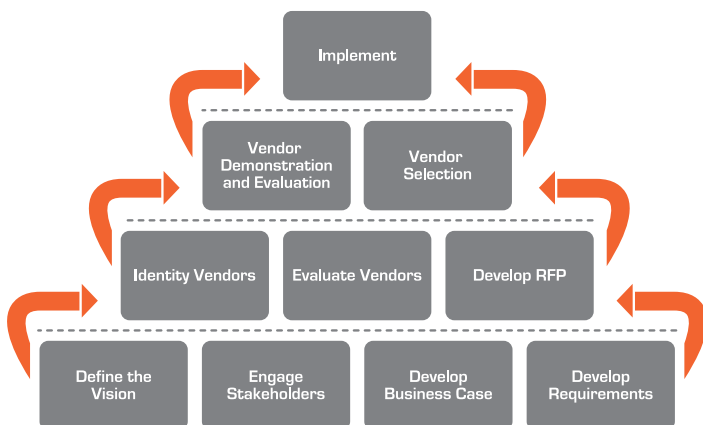 Implement
Vendor
Demonstration
and Evaluation
Vendor
Selection
Identity Vendors
Evaluate Vendors
Develop RFP
Define the
Vision
Engage
Stakeholders
Develop
Business Case
Develop
Requirements